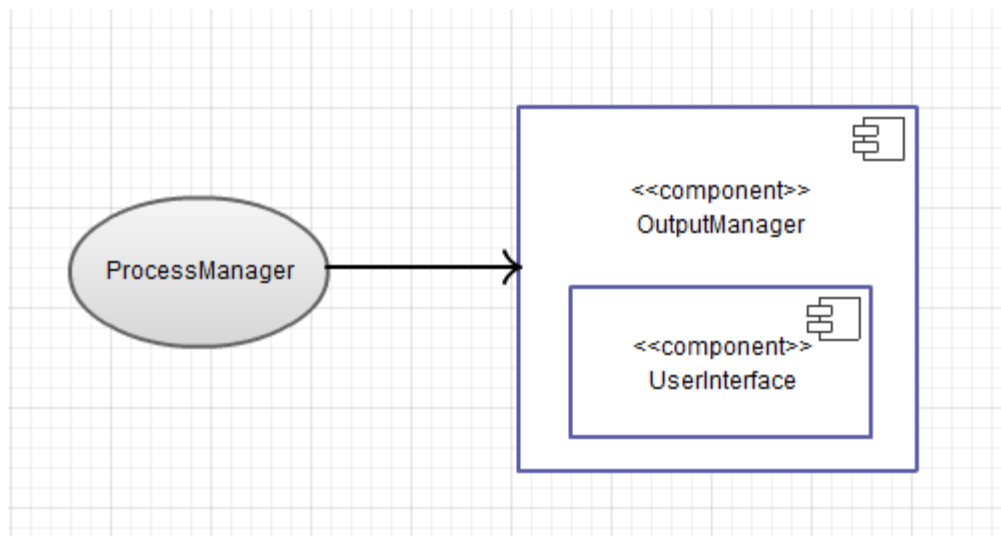 ProcessManager
<<component>>
OutputManager
<<component>>
UserInterface